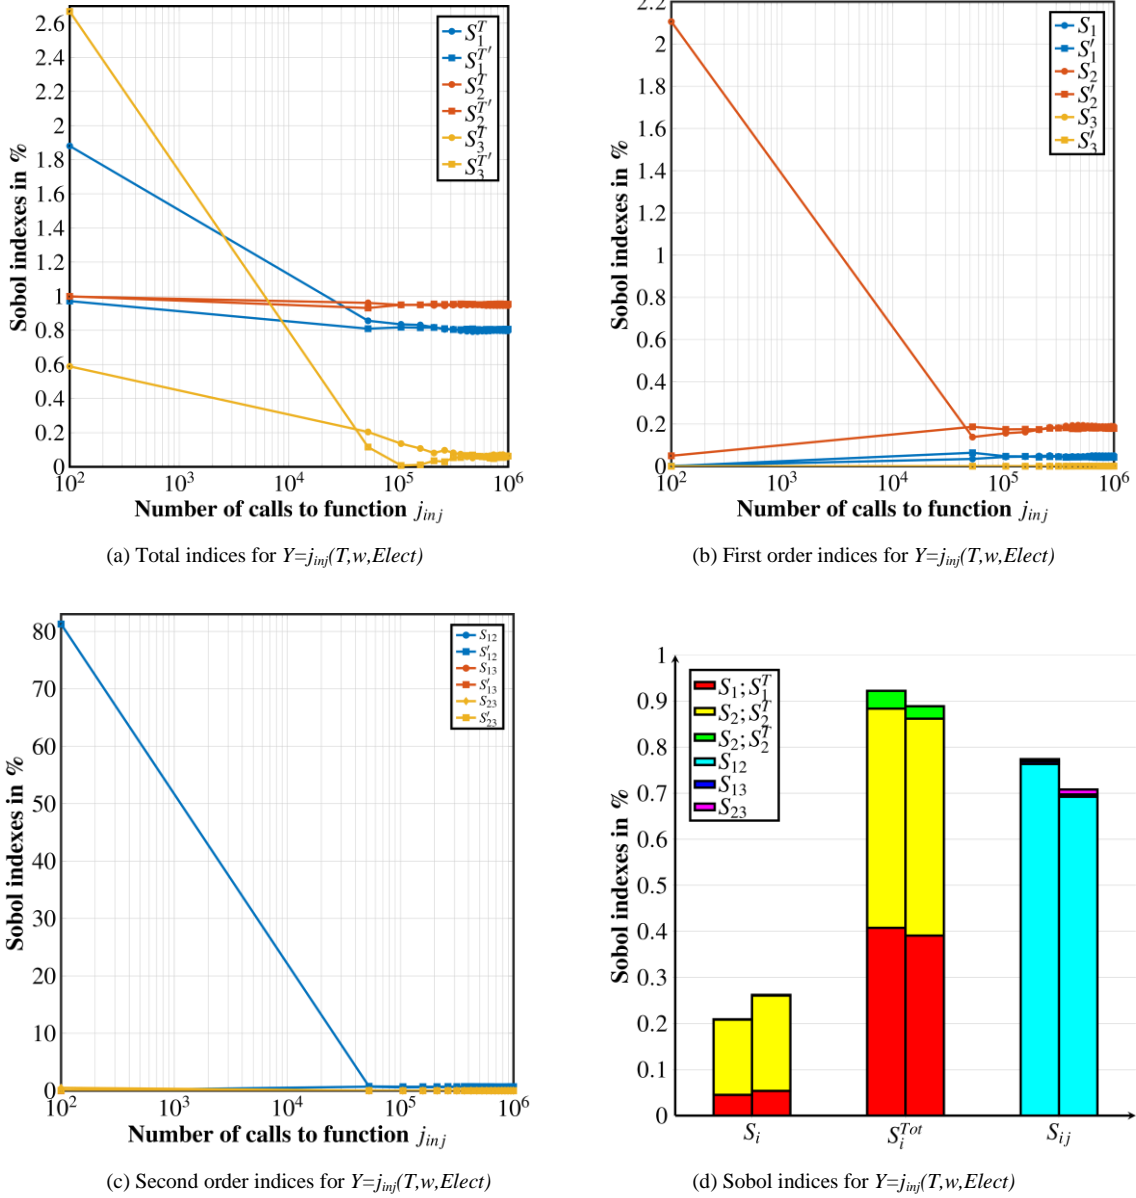 2.6
2.4
2.2
2
1.8
1.6
1.4
1.2
1
0.8
0.6
0.4
0.2
0
10^2
10^3
10^4
10^5
10^6
Sobol indexes in %
Number of calls to function j_inj
S_1^T
S_1^T'
S_2^T
S_2^T'
S_3^T
S_3^T'
(a) Total indices for Y=j_inj(T,w,Elect)
2.2
2
1.8
1.6
1.4
1.2
1
0.8
0.6
0.4
0.2
0
10^2
10^3
10^4
10^5
10^6
Sobol indexes in %
Number of calls to function j_inj
S_1
S'_1
S_2
S'_2
S_3
S'_3
(b) First order indices for Y=j_inj(T,w,Elect)
80
70
60
50
40
30
20
10
0
10^2
10^3
10^4
10^5
10^6
Sobol indexes in %
Number of calls to function j_inj
S_12
S'_12
S_13
S'_13
S_23
S'_23
(c) Second order indices for Y=j_inj(T,w,Elect)
1
0.9
0.8
0.7
0.6
0.5
0.4
0.3
0.2
0.1
0
Sobol indexes in %
S_1; S_1^T
S_2; S_2^T
S_2; S_2^T
S_12
S_13
S_23
S_i
S_i^Tot
S_ij
(d) Sobol indices for Y=j_inj(T,w,Elect)